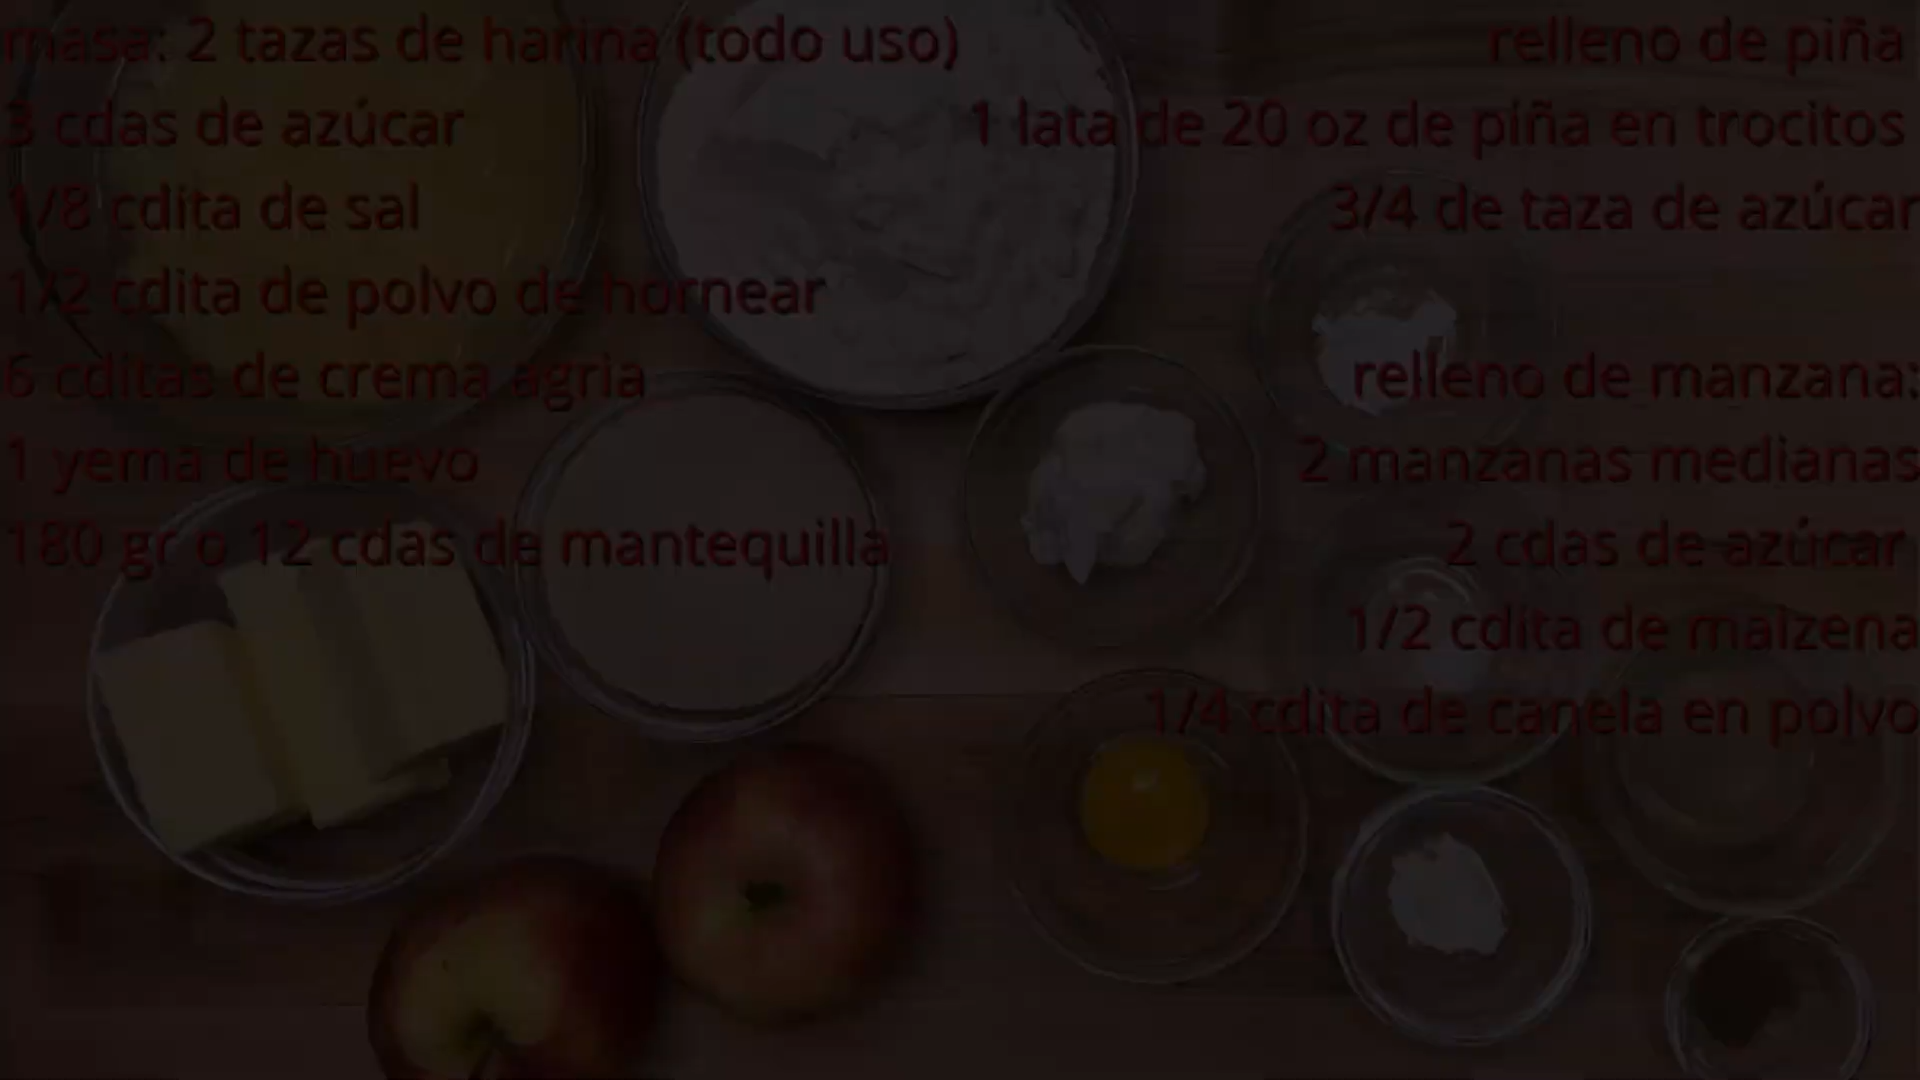 masa: 2 tazas de harina (todo uso)
3 cdas de azúcar
1/8 cdita de sal
1/2 cdita de polvo de hornear
6 cditas de crema agria
1 yema de huevo
180 gr o 12 cdas de mantequilla
relleno de piña
1 lata de 20 oz de piña en trocitos
3/4 de taza de azúcar
relleno de manzana:
2 manzanas medianas
2 cdas de azúcar
1/2 cdita de maizena
1/4 cdita de canela en polvo